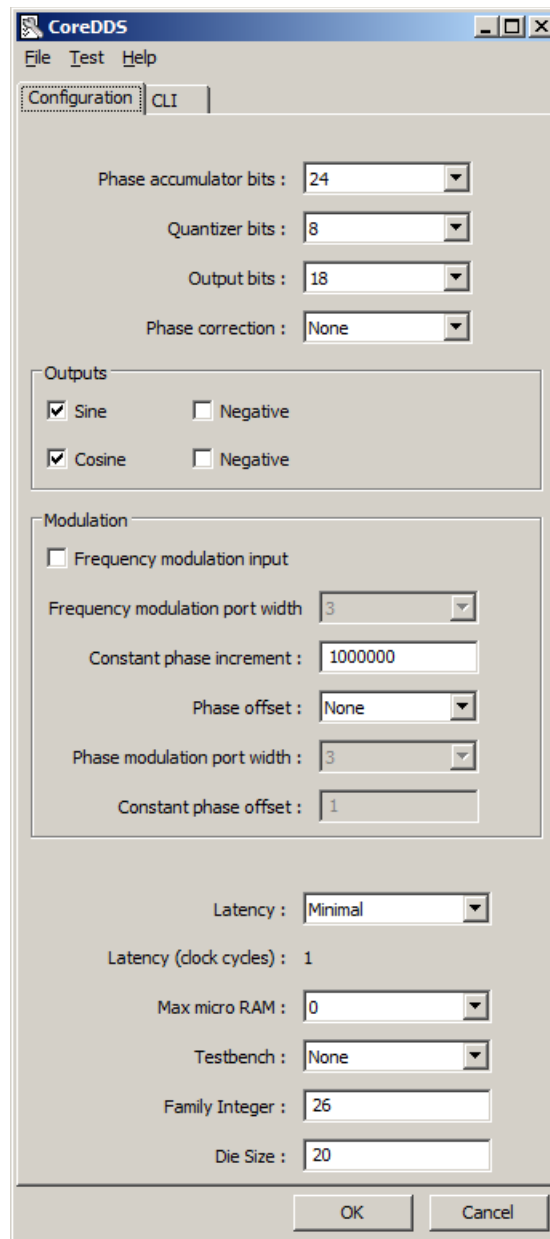 CoreDDS
File Test Help
Configuration CLI
Phase accumulator bits : 24
Quantizer bits : 8
Output bits : 18
Phase correction : None
Outputs
Sine Negative
Cosine Negative
Modulation
Frequency modulation input
Frequency modulation port width 3
Constant phase increment : 1000000
Phase offset : None
Phase modulation port width : 3
Constant phase offset : 1
Latency : Minimal
Latency (clock cycles) : 1
Max micro RAM : 0
Testbench : None
Family Integer : 26
Die Size : 20
OK Cancel